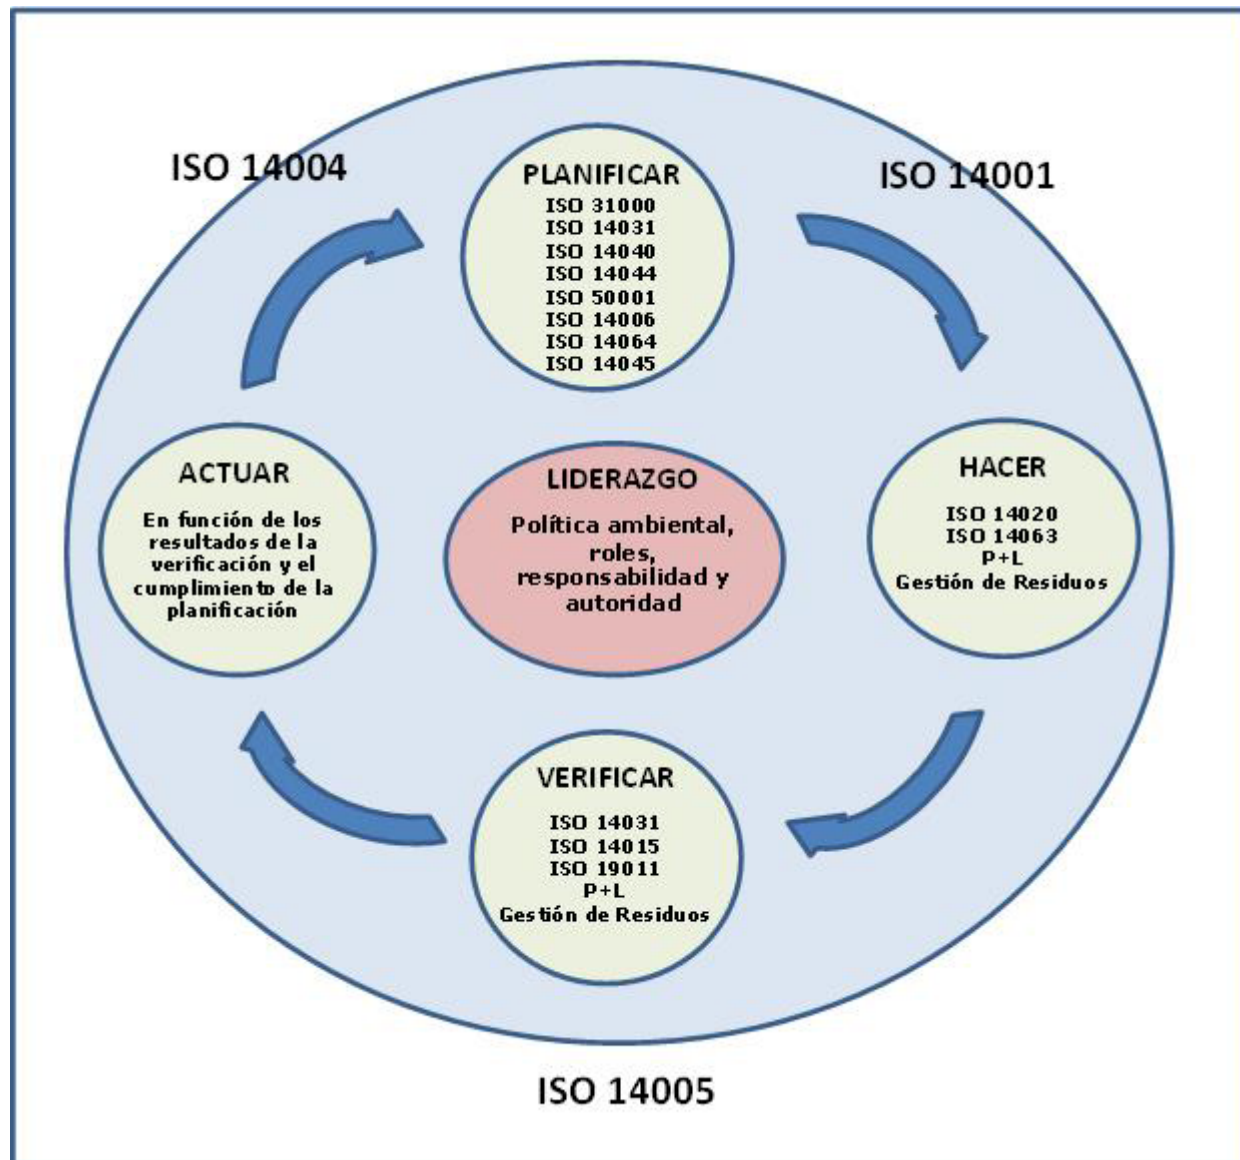 ISO 14004
ISO 14001
PLANIFICAR
ISO 31000
ISO 14031
ISO 14040
ISO 14044
ISO 50001
ISO 14006
ISO 14064
ISO 14045
ACTUAR
En función de los
resultados de la
verificación y el
cumplimiento de la
planificación
LIDERAZGO
Política ambiental,
roles,
responsabilidad y
autoridad
HACER
ISO 14020
ISO 14063
P+L
Gestión de Residuos
VERIFICAR
ISO 14031
ISO 14015
ISO 19011
P+L
Gestión de Residuos
ISO 14005